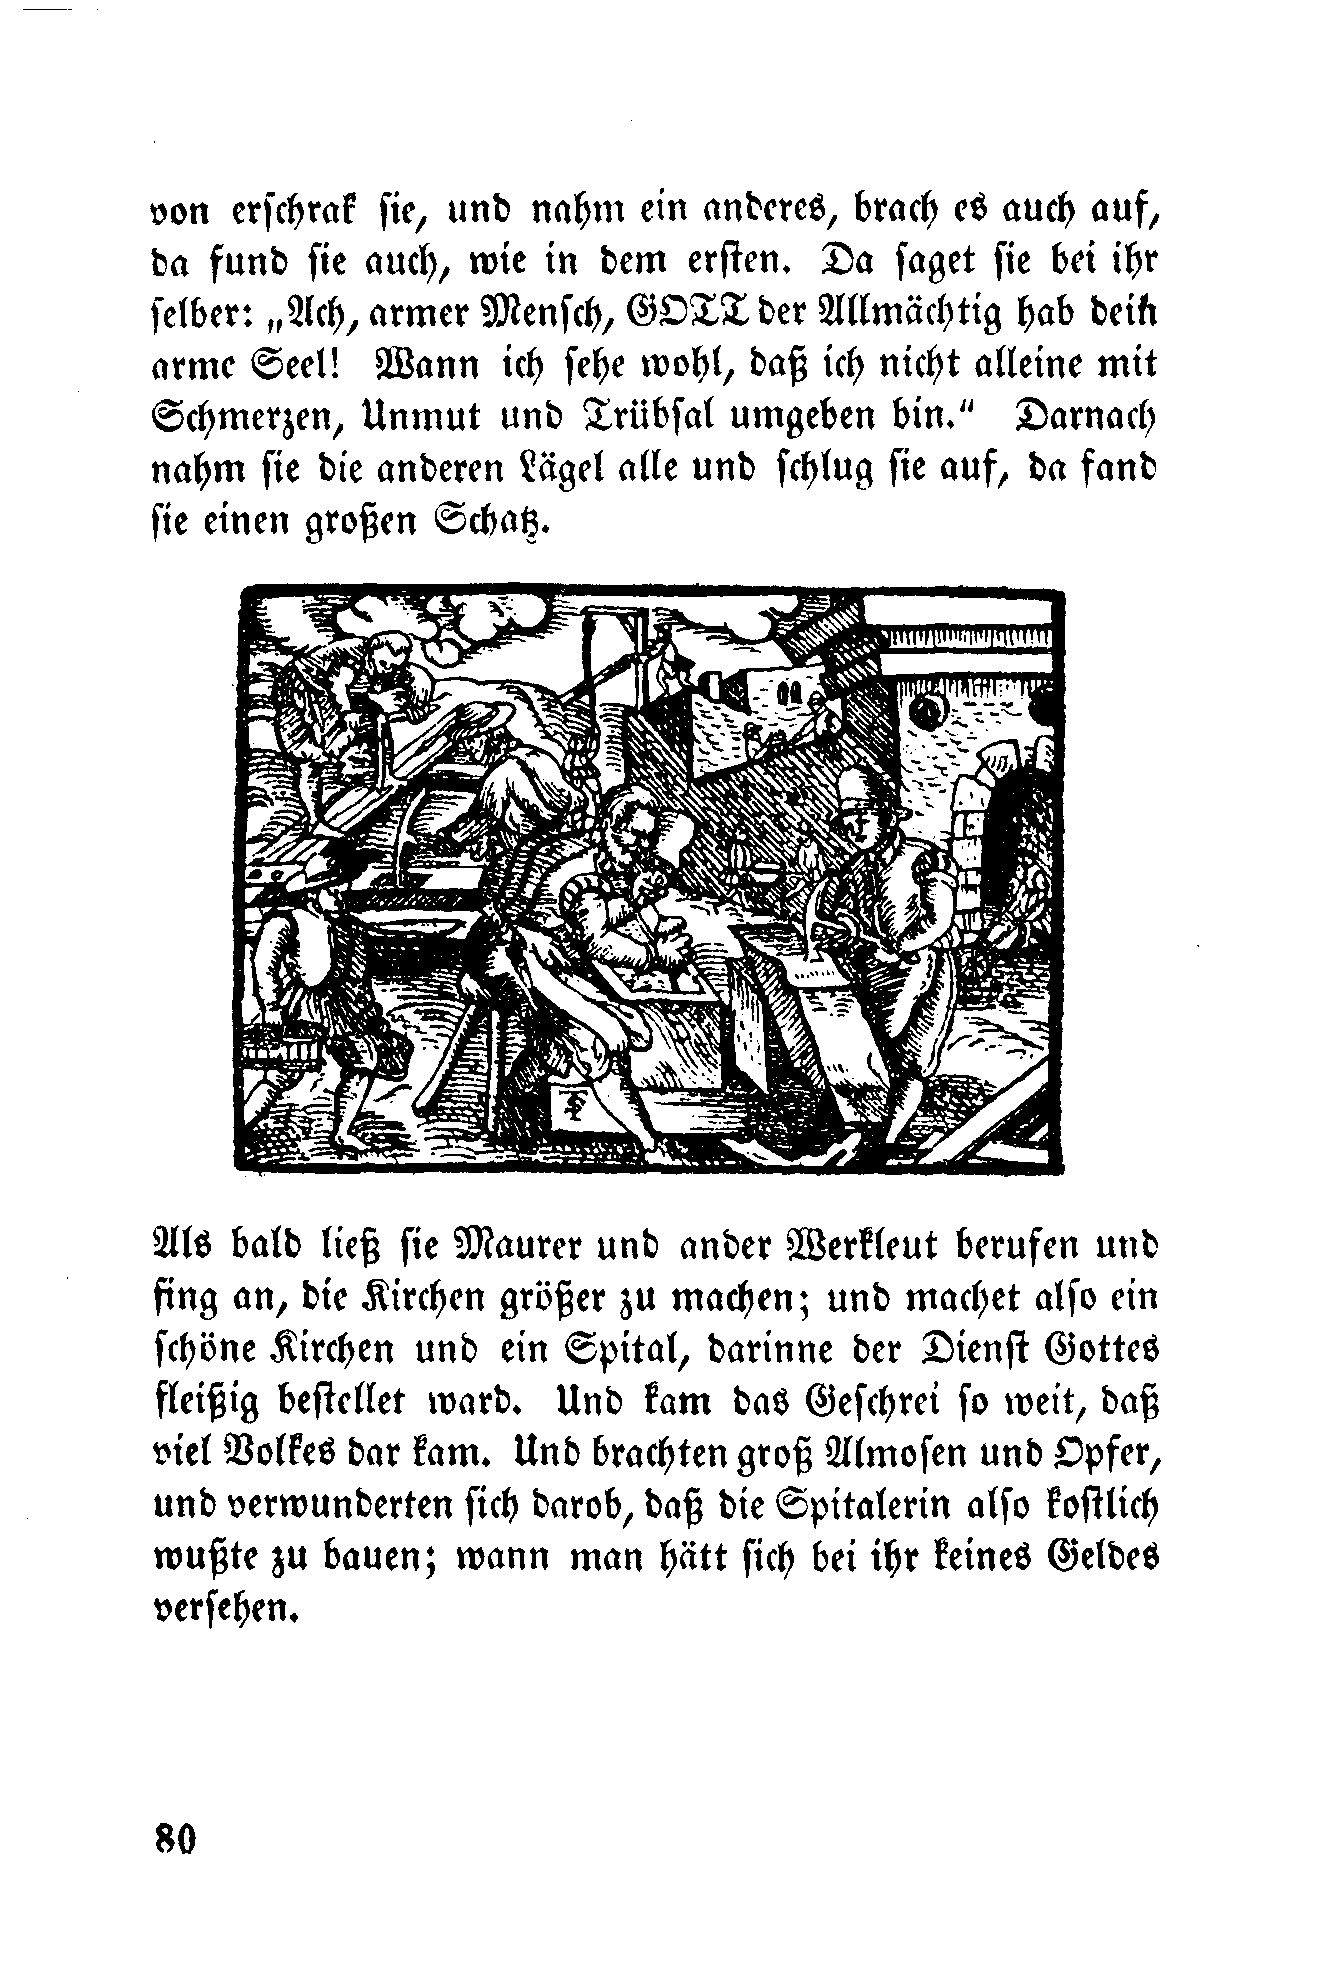 von erschrak sie, und nahm ein anderes, brach es auch auf,
da fund sie auch, wie in dem ersten. Da saget sie bei ihr
selber: „Ach, armer Mensch, GOTT der Allmächtig hab dein
arme Seel! Wann ich sehe wohl, daß ich nicht alleine mit
Schmerzen, Unmut und Trübsal umgeben bin.“ Darnach
nahm sie die anderen Lägel alle und schlug sie auf, da fand
sie einen großen Schatz.
Als bald ließ sie Maurer und ander Werkleut berufen und
fing an, die Kirchen größer zu machen; und machet also ein
schöne Kirchen und ein Spital, darinne der Dienst Gottes
fleißig bestellet ward. Und kam das Geschrei so weit, daß
viel Volkes dar kam. Und brachten groß Almosen und Opfer,
und verwunderten sich darob, daß die Spitalerin also kostlich
wußte zu bauen; wann man hätt sich bei ihr keines Geldes
versehen.
80